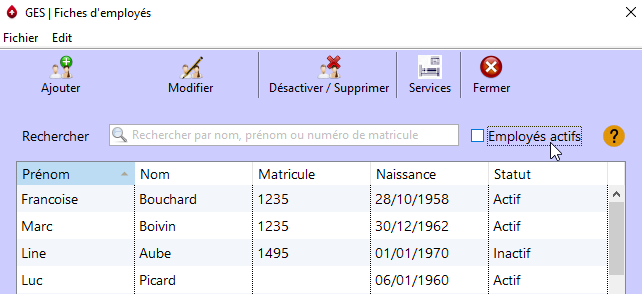 GES | Fiches d'employés
Fichier Edit
Ajouter Modifier Désactiver / Supprimer Services Fermer
Rechercher Rechercher par nom, prénom ou numéro de matricule Employés actifs ?
Prénom Nom Matricule Naissance Statut
Francoise Bouchard 1235 28/10/1958 Actif
Marc Boivin 1235 30/12/1962 Actif
Line Aube 1495 01/01/1970 Inactif
Luc Picard 06/01/1960 Actif